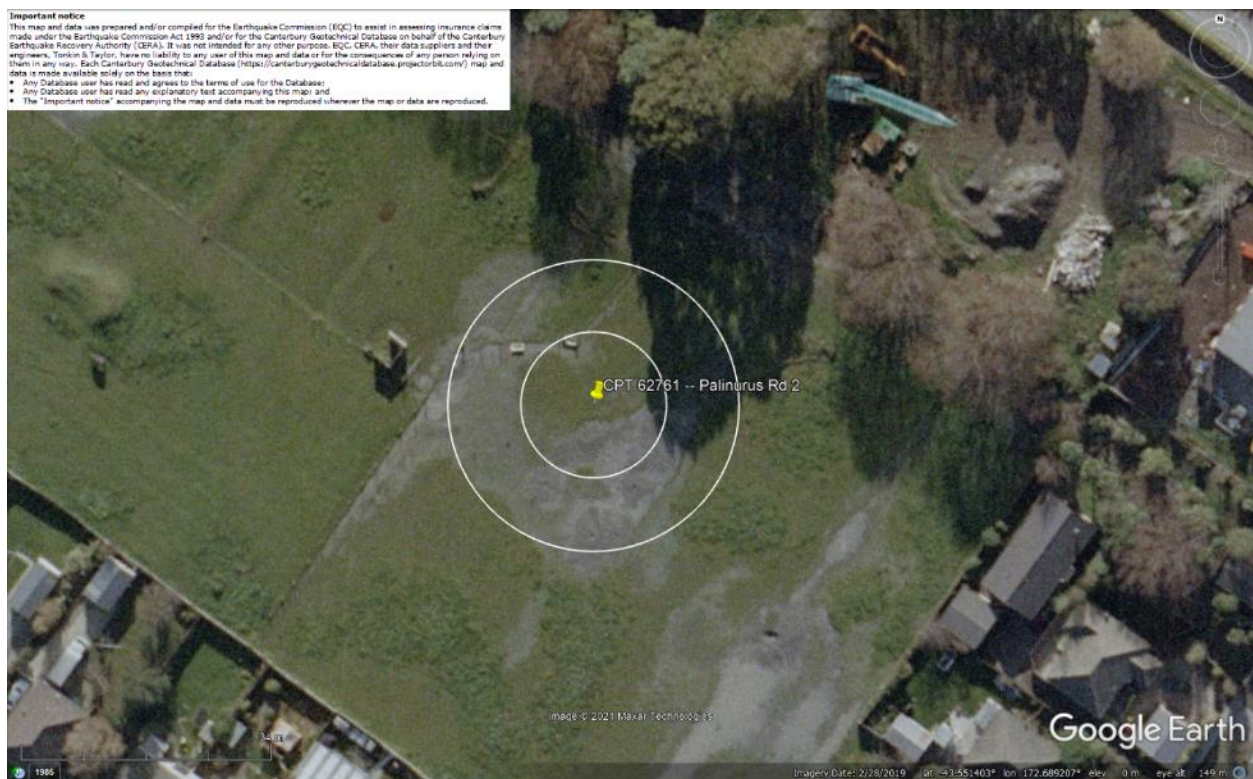 Important notice
This map and data was prepared and/or compiled for the Earthquake Commission (EQC) to assist in assessing insurance claims
made under the Earthquake Commission Act 1993 and/or for the Canterbury Geotechnical Database on behalf of the Canterbury
Earthquake Recovery Authority (CERA). It was not intended for any other purpose. EQC, CERA, their data suppliers and their
engineers, Tonkin & Taylor, have no liability to any user of this map and data or for the consequences of any person relying on
them in any way. Each Canterbury Geotechnical Database (https://canterburygeotechnicaldatabase.projectorbit.com/) map and
data is made available solely on the basis that:
• Any Database user has read and agrees to the terms of use for the Database;
• Any Database user has read any explanatory text accompanying this map; and
• The "Important notice" accompanying the map and data must be reproduced wherever the map or data are reproduced.
N
CPT 62761 -- Palinurus Rd 2
Image © 2021 Maxar Technologies
Google Earth
1985
Imagery Date: 2/28/2019 lat -43.551403° lon 172.689207° elev 0 m eye alt 149 m